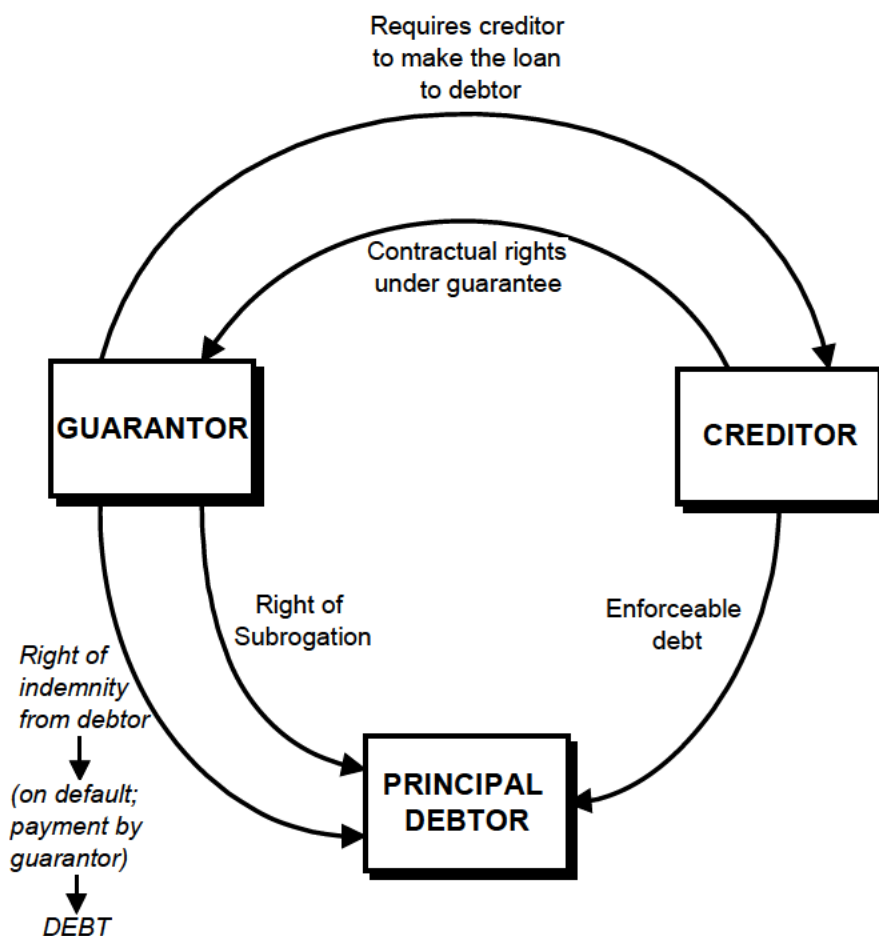 Requires creditor
to make the loan
to debtor
Contractual rights
under guarantee
GUARANTOR
CREDITOR
Right of
Subrogation
Enforceable
debt
Right of
indemnity
from debtor
(on default;
payment by
guarantor)
DEBT
PRINCIPAL
DEBTOR